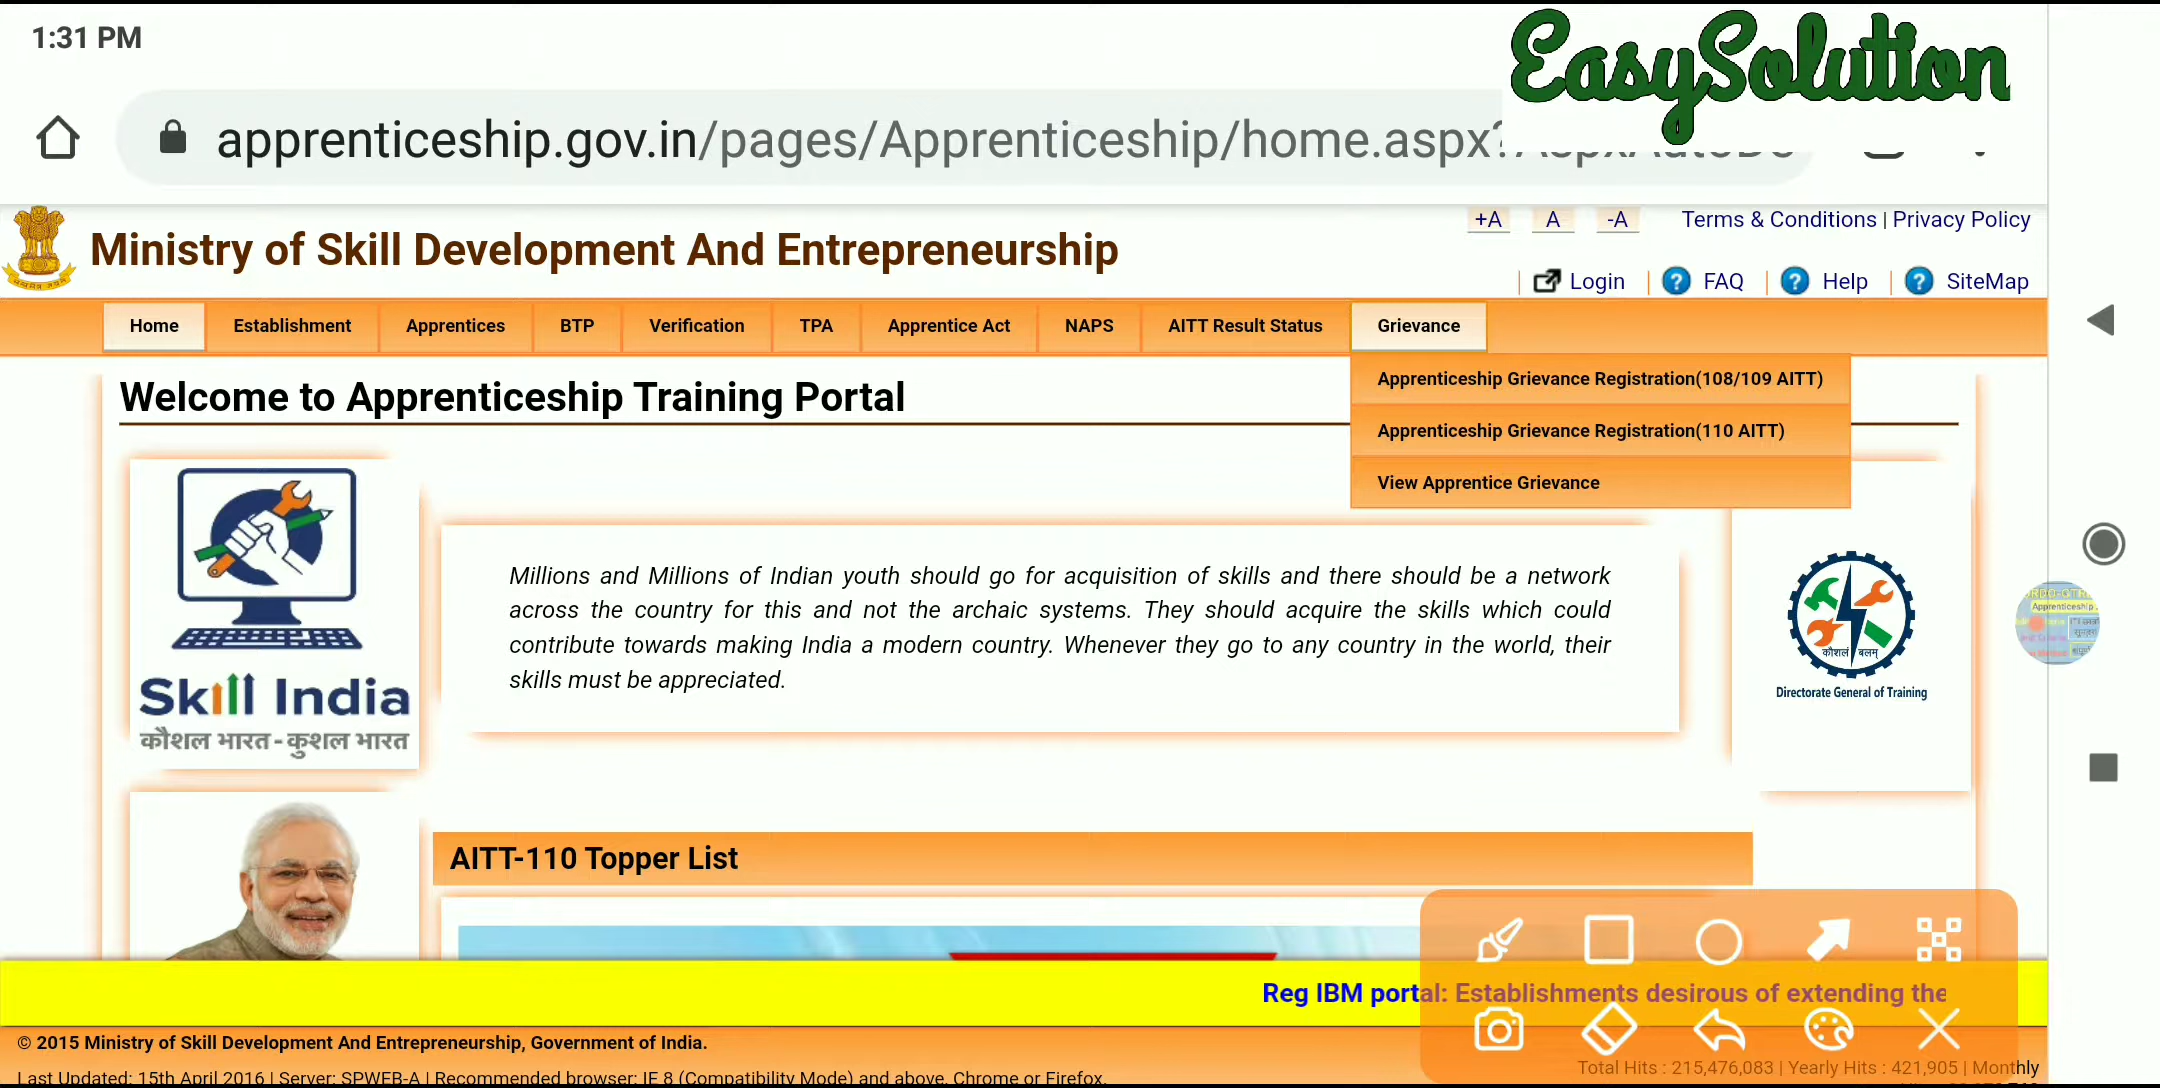 1:31 PM
EasySolution
apprenticeship.gov.in/pages/Apprenticeship/home.aspx?
Ministry of Skill Development And Entrepreneurship
+A A -A Terms & Conditions | Privacy Policy
Login | FAQ | Help | SiteMap
Home Establishment Apprentices BTP Verification TPA Apprentice Act NAPS AITT Result Status Grievance
Apprenticeship Grievance Registration(108/109 AITT)
Apprenticeship Grievance Registration(110 AITT)
View Apprentice Grievance
Welcome to Apprenticeship Training Portal
Skill India
कौशल भारत - कुशल भारत
Millions and Millions of Indian youth should go for acquisition of skills and there should be a network
across the country for this and not the archaic systems. They should acquire the skills which could
contribute towards making India a modern country. Whenever they go to any country in the world, their
skills must be appreciated.
कौशलं बलम्
Directorate General of Training
Apprenticeship
AITT-110 Topper List
Reg IBM portal: Establishments desirous of extending the
© 2015 Ministry of Skill Development And Entrepreneurship, Government of India.
Last Updated: 15th April 2016 | Server: SPWEB-A | Recommended browser: IE 8 (Compatibility Mode) and above, Chrome or Firefox.
Total Hits : 215,476,083 | Yearly Hits : 421,905 | Monthly